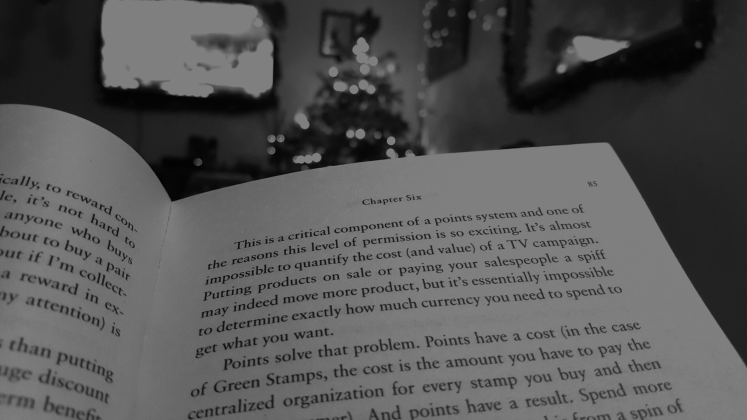 ically, to reward con-
le, it's not hard to
anyone who buys
bout to buy a pair
out if I'm collect-
a reward in ex-
my attention) is
than putting
uge discount
erm benefit
Chapter Six
85
This is a critical component of a points system and one of
the reasons this level of permission is so exciting. It's almost
impossible to quantify the cost (and value) of a TV campaign.
Putting products on sale or paying your salespeople a spiff
may indeed move more product, but it's essentially impossible
to determine exactly how much currency you need to spend to
get what you want.
Points solve that problem. Points have a cost (in the case
of Green Stamps, the cost is the amount you have to pay the
centralized organization for every stamp you buy and then
And points have a result. Spend more
from a spin of